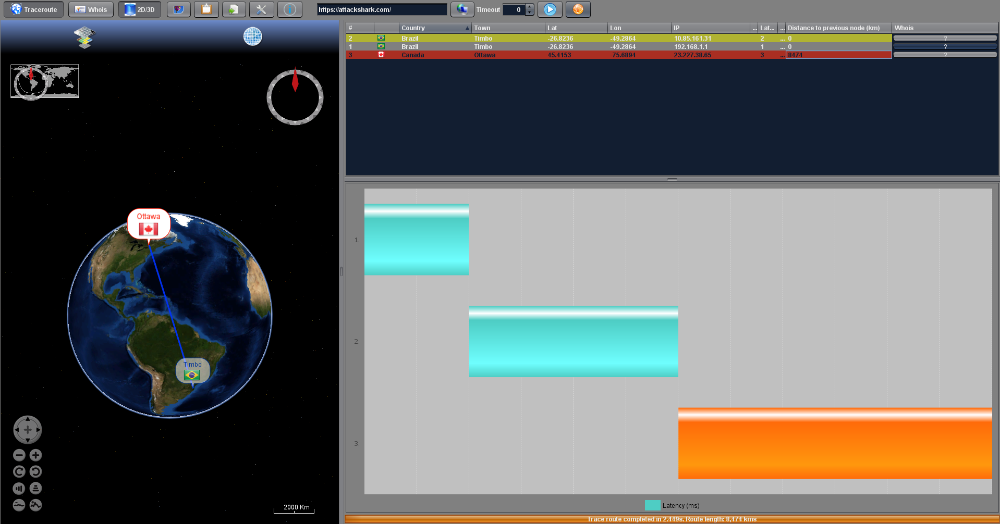 Traceroute Whois 2D/3D https://attackshark.com/ Timeout 0
# Country Town Lat Lon IP ... Lat... ... Distance to previous node (km) Whois
2 Brazil Timbo -26.8236 -49.2864 10.85.161.31 2 ... 0 ?
1 Brazil Timbo -26.8236 -49.2864 192.168.1.1 1 ... 0 ?
3 Canada Ottawa 45.4153 -75.6894 23.227.38.65 3 ... 8474 ?
Ottawa
Timbo
2000 Km
1.
2.
3.
Latency (ms)
Trace route completed in 2.449s. Route length: 8,474 kms